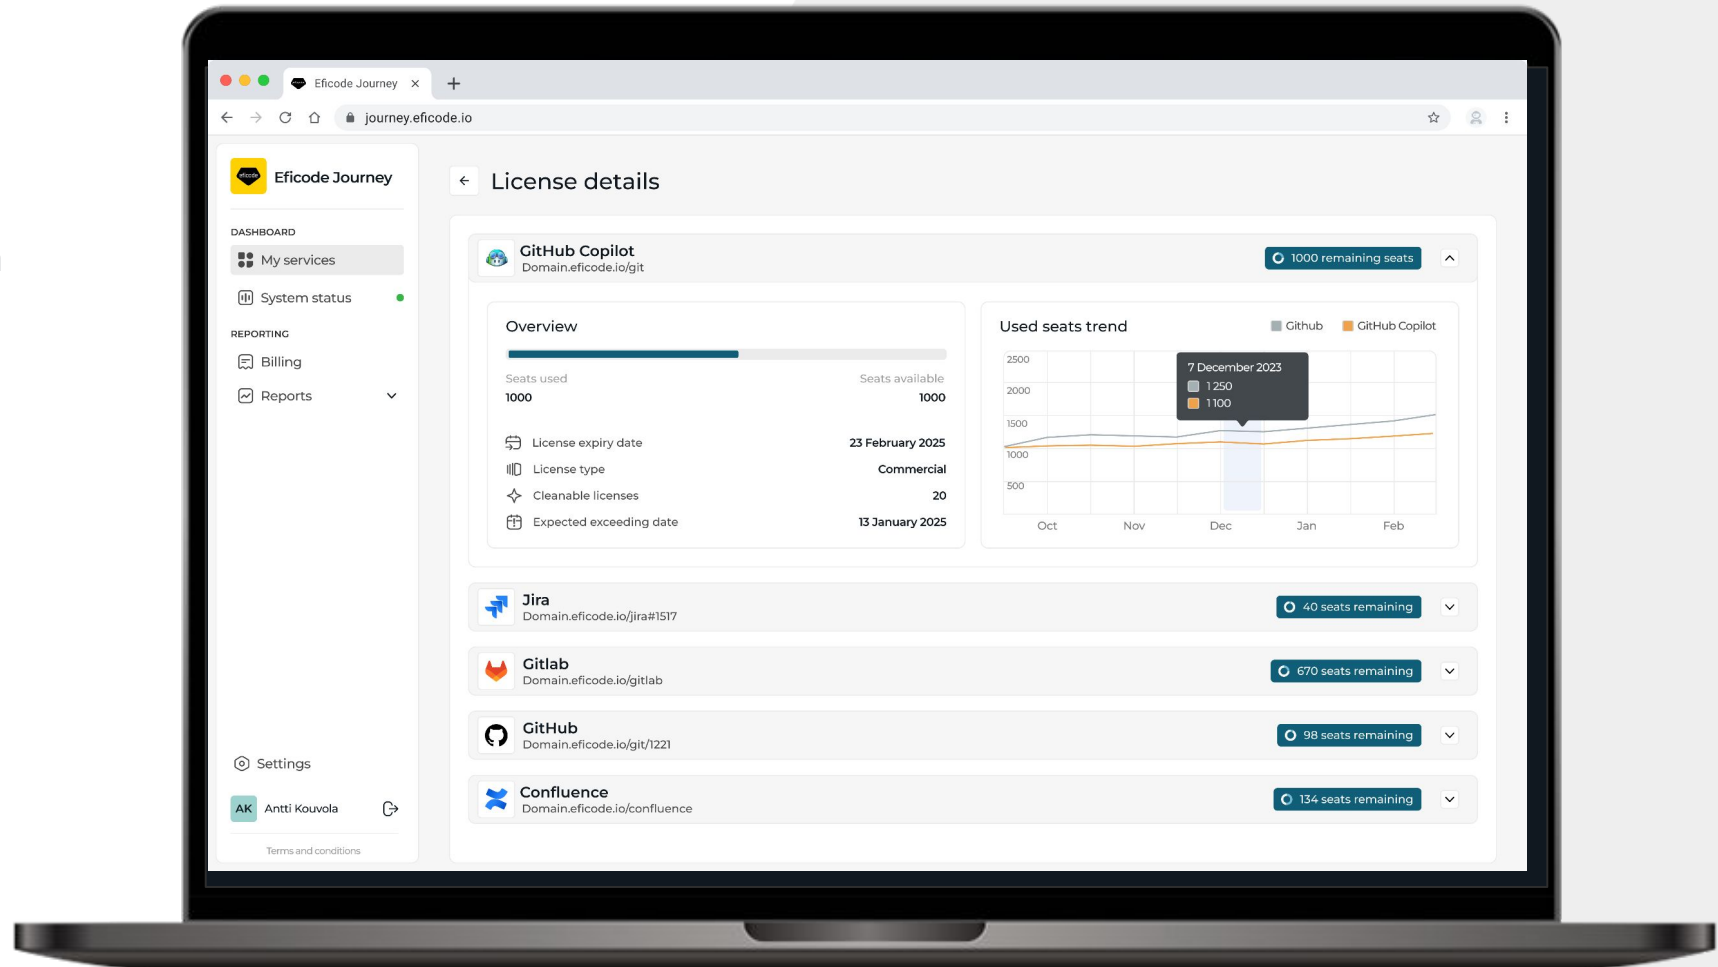 Eficode Journey
journey.eficode.io
eficode
Eficode Journey
DASHBOARD
My services
System status
REPORTING
Billing
Reports
Settings
AK Antti Kouvola
Terms and conditions
License details
GitHub Copilot
Domain.eficode.io/git
1000 remaining seats
Overview
Seats used Seats available
1000 1000
License expiry date 23 February 2025
License type Commercial
Cleanable licenses 20
Expected exceeding date 13 January 2025
Used seats trend
Github GitHub Copilot
2500
2000
1500
1000
500
7 December 2023
1 250
1 100
Oct Nov Dec Jan Feb
Jira
Domain.eficode.io/jira#1517
40 seats remaining
Gitlab
Domain.eficode.io/gitlab
670 seats remaining
GitHub
Domain.eficode.io/git/1221
98 seats remaining
Confluence
Domain.eficode.io/confluence
134 seats remaining